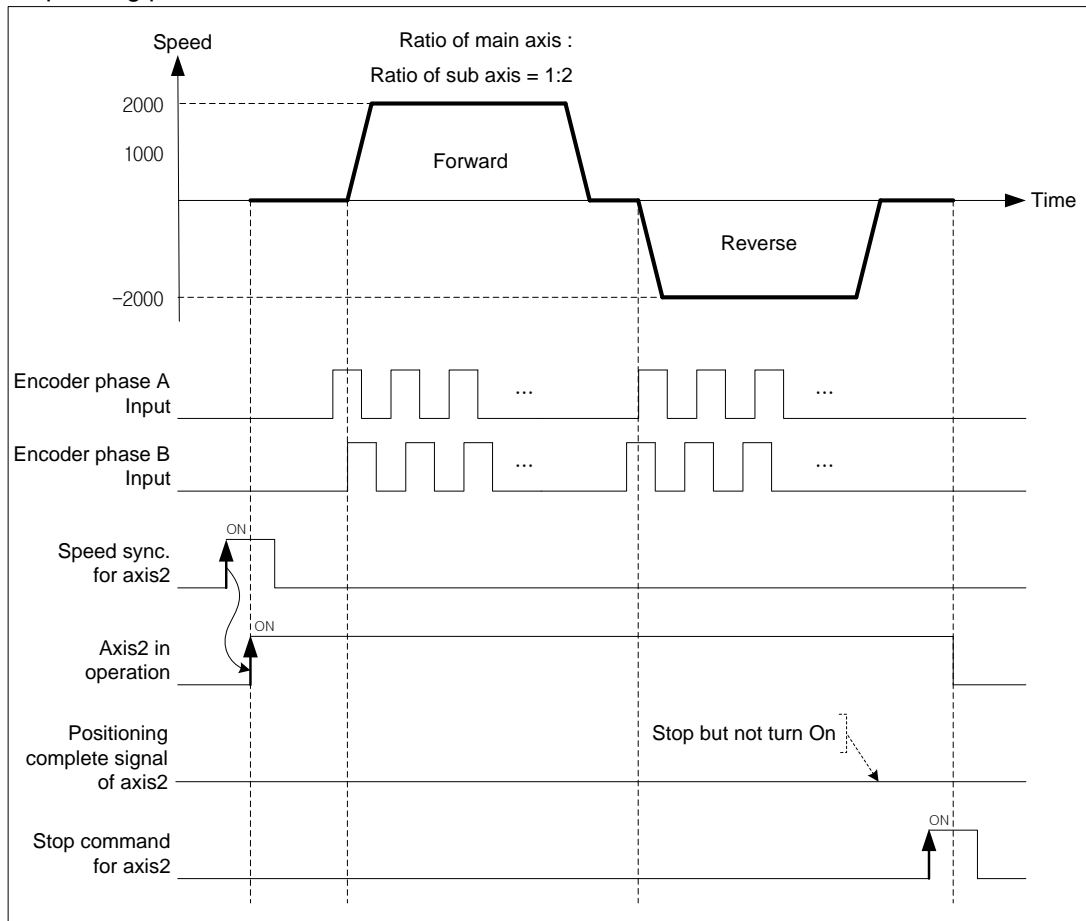 Speed
Ratio of main axis :
Ratio of sub axis = 1:2
2000
1000
Forward
Time
Reverse
−2000
Encoder phase A
Input
...
...
Encoder phase B
Input
...
...
ON
Speed sync.
for axis2
ON
Axis2 in
operation
Positioning
complete signal
of axis2
Stop but not turn On
ON
Stop command
for axis2